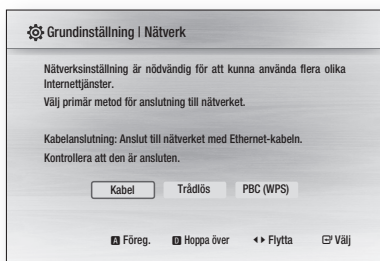 Grundinställning | Nätverk
Nätverksinställning är nödvändig för att kunna använda flera olika
Internettjänster.
Välj primär metod för anslutning till nätverket.
Kabelanslutning: Anslut till nätverket med Ethernet-kabeln.
Kontrollera att den är ansluten.
Kabel Trådlös PBC (WPS)
A Föreg. D Hoppa över Flytta Välj